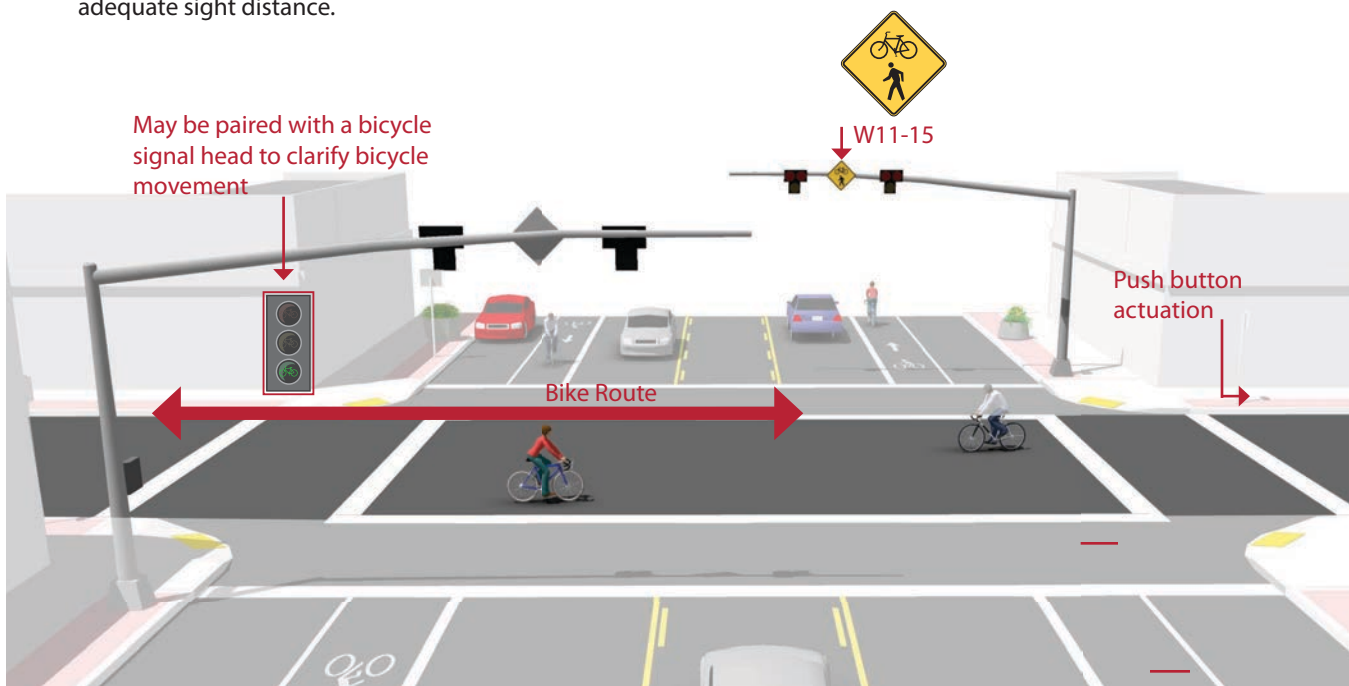 adequate sight distance.
May be paired with a bicycle
signal head to clarify bicycle
movement
W11-15
Push button
actuation
Bike Route